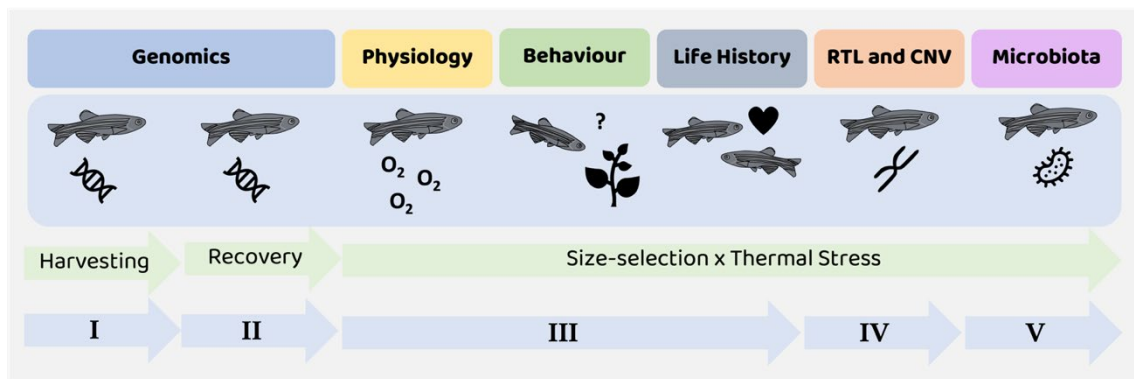 Genomics
Physiology
Behaviour
Life History
RTL and CNV
Microbiota
?
O₂
O₂
O₂
Harvesting
Recovery
Size-selection x Thermal Stress
I
II
III
IV
V